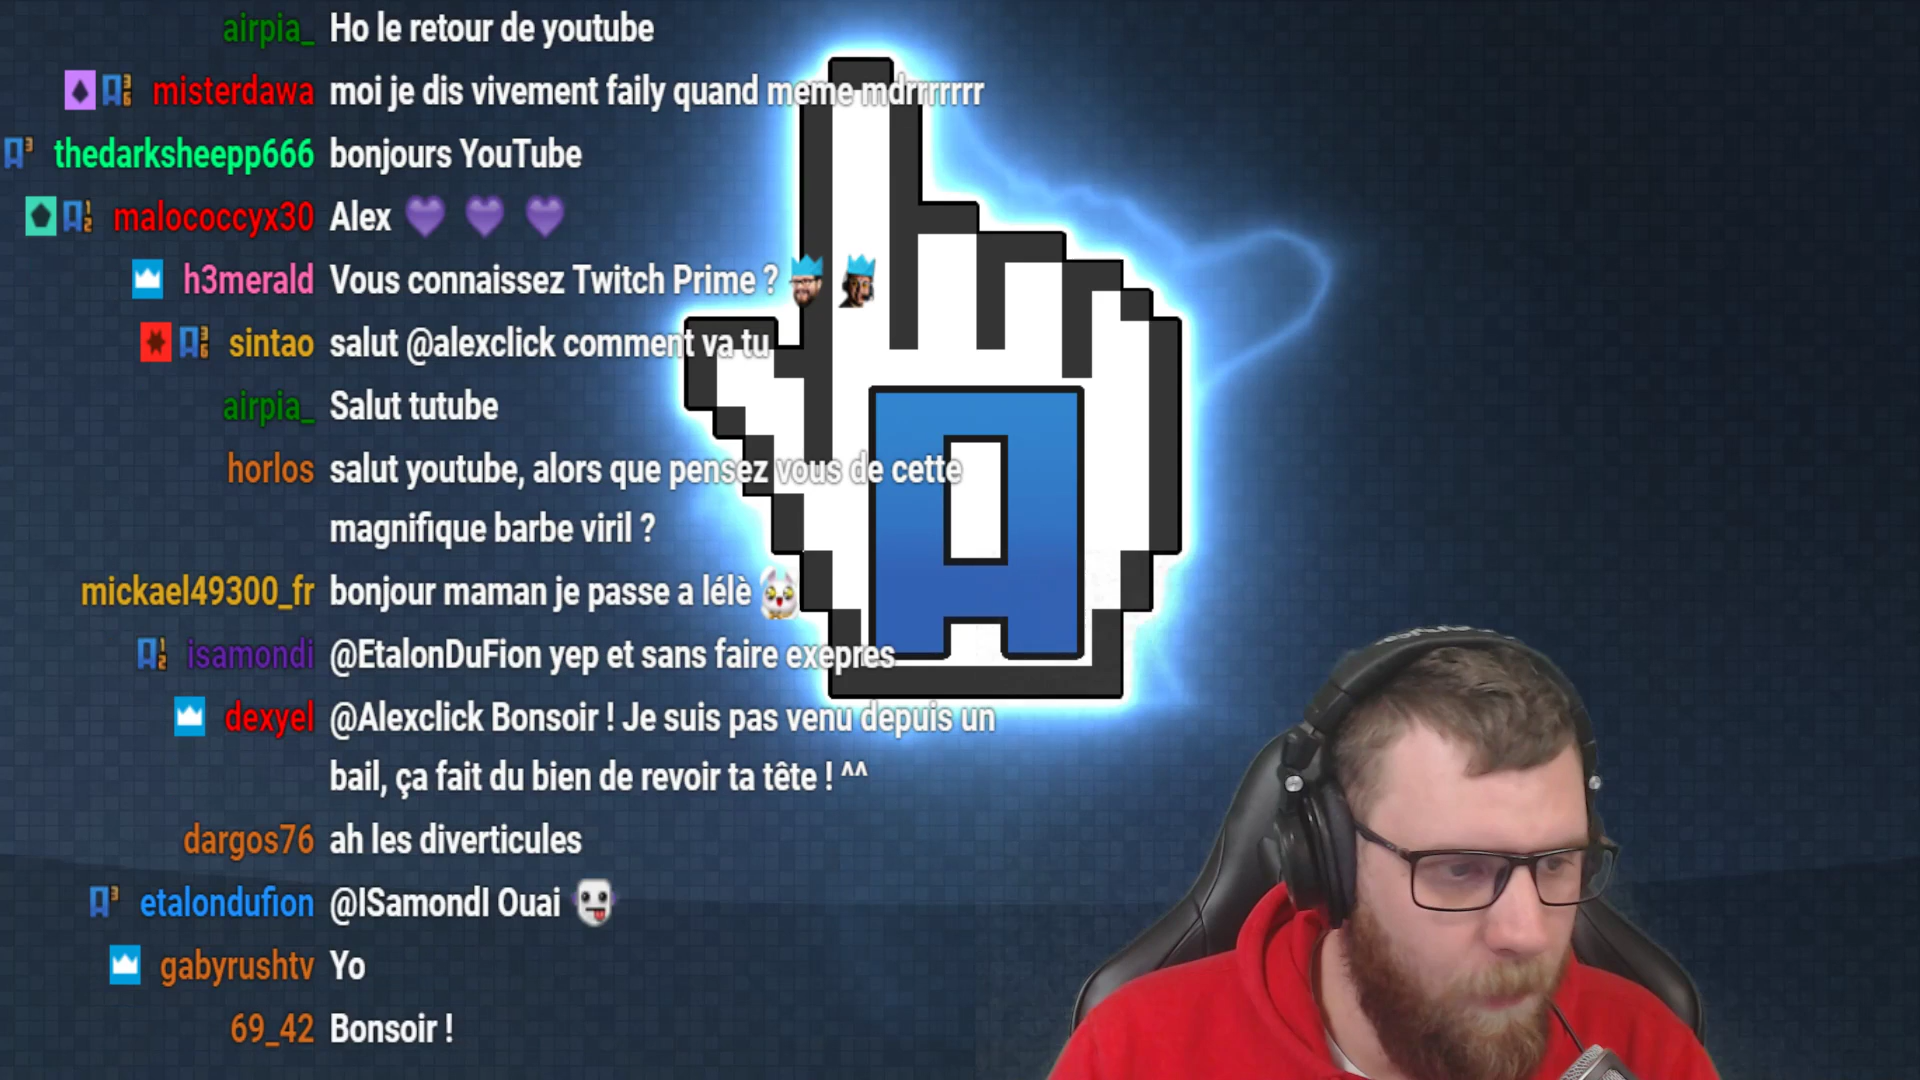 airpia_ Ho le retour de youtube
misterdawa moi je dis vivement faily quand meme mdrrrrrrr
thedarksheepp666 bonjours YouTube
malococcyx30 Alex
h3merald Vous connaissez Twitch Prime ?
sintao salut @alexclick comment va tu
airpia_ Salut tutube
horlos salut youtube, alors que pensez vous de cette
magnifique barbe viril ?
mickael49300_fr bonjour maman je passe a lélè
isamondi @EtalonDuFion yep et sans faire exepres
dexyel @Alexclick Bonsoir ! Je suis pas venu depuis un
bail, ça fait du bien de revoir ta tête ! ^^
dargos76 ah les diverticules
etalondufion @ISamondI Ouai
gabyrushtv Yo
69_42 Bonsoir !
A